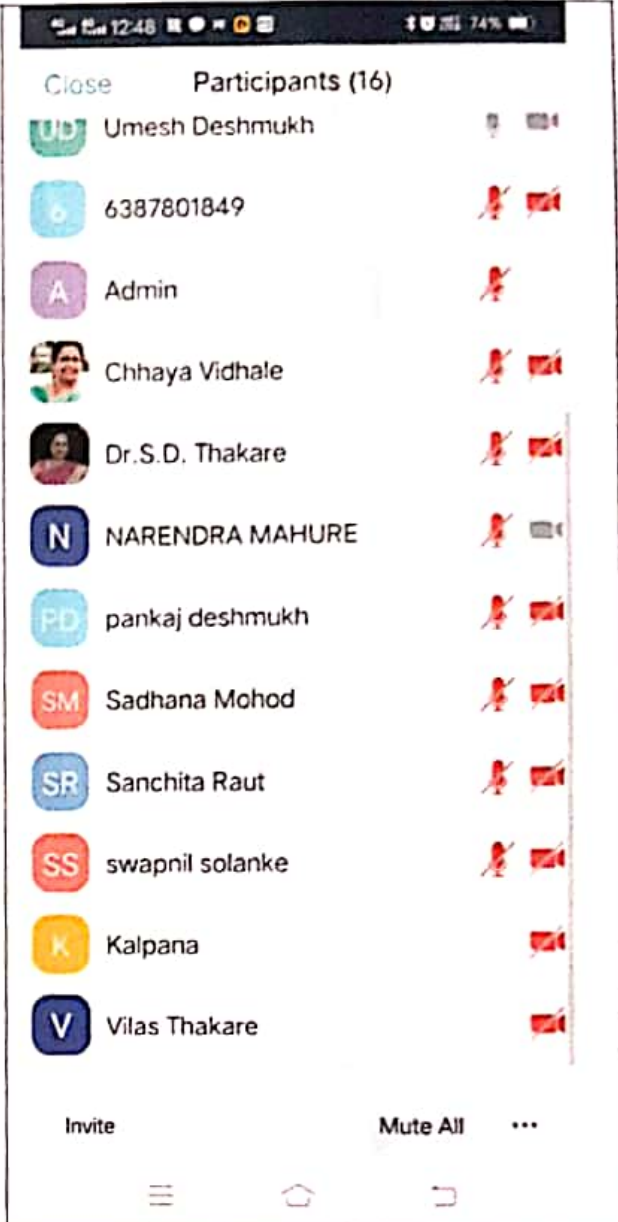 12:48 74%
Close Participants (16)
UD Umesh Deshmukh
6 6387801849
A Admin
Chhaya Vidhale
Dr.S.D. Thakare
N NARENDRA MAHURE
PD pankaj deshmukh
SM Sadhana Mohod
SR Sanchita Raut
SS swapnil solanke
K Kalpana
V Vilas Thakare
Invite Mute All